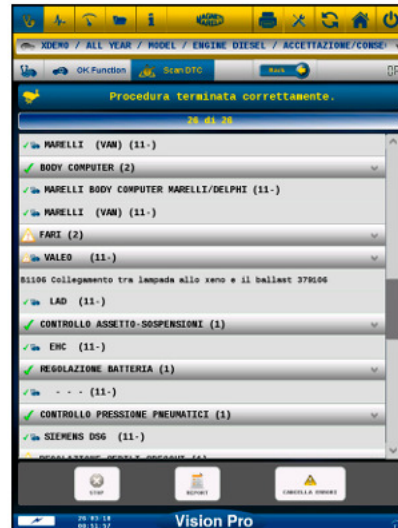 MAGNETI MARELLI
XDEMO / ALL YEAR / MODEL / ENGINE DIESEL / ACCETTAZIONE/CONSE
OK Function
Scan DTC
Back
Procedura terminata correttamente.
26 di 26
MARELLI (VAN) (11-)
BODY COMPUTER (2)
MARELLI BODY COMPUTER MARELLI/DELPHI (11-)
MARELLI (VAN) (11-)
FARI (2)
VALEO (11-)
B1106 Collegamento tra lampada allo xeno e il ballast 379106
LAD (11-)
CONTROLLO ASSETTO-SOSPENSIONI (1)
EHC (11-)
REGOLAZIONE BATTERIA (1)
- - - (11-)
CONTROLLO PRESSIONE PNEUMATICI (1)
SIEMENS DSG (11-)
STOP
REPORT
CANCELLA ERRORI
Vision Pro